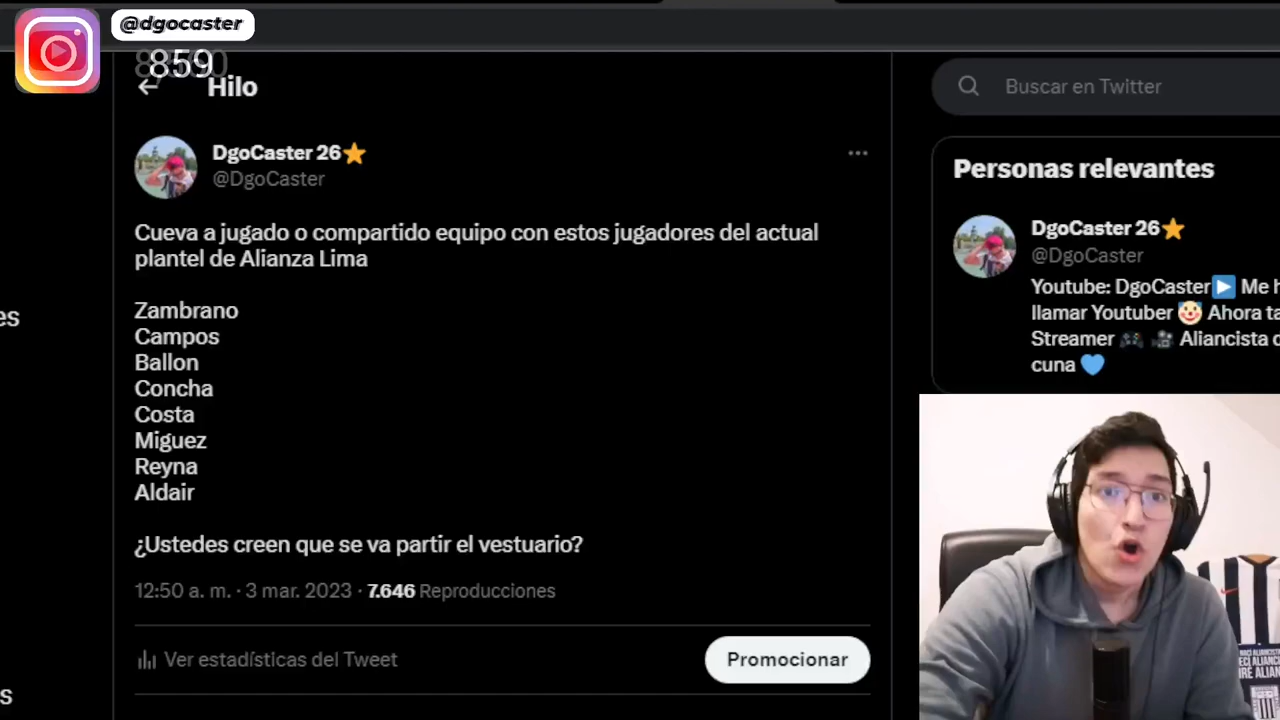 @dgocaster
859
Hilo
Buscar en Twitter
DgoCaster 26⭐
@DgoCaster
Cueva a jugado o compartido equipo con estos jugadores del actual
plantel de Alianza Lima
Zambrano
Campos
Ballon
Concha
Costa
Miguez
Reyna
Aldair
¿Ustedes creen que se va partir el vestuario?
12:50 a. m. · 3 mar. 2023 · 7.646 Reproducciones
Ver estadísticas del Tweet
Promocionar
Personas relevantes
DgoCaster 26⭐
@DgoCaster
Youtube: DgoCaster▶️ Me h
llamar Youtuber 🤡 Ahora ta
Streamer 🎮 🎥 Aliancista d
cuna 💙
es
s